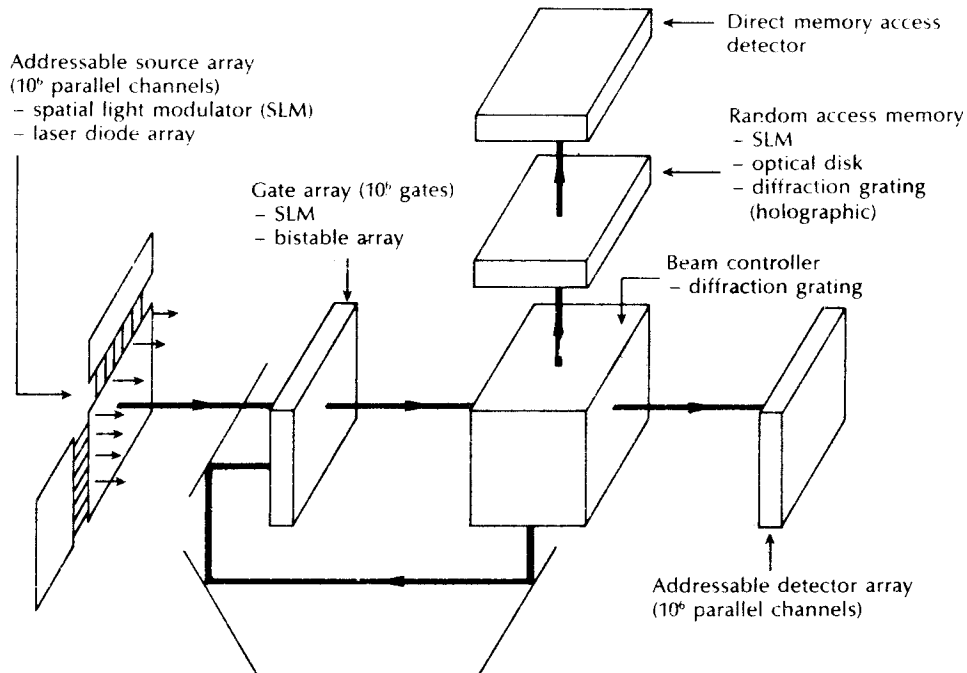 Direct memory access
detector
Addressable source array
(10⁶ parallel channels)
– spatial light modulator (SLM)
– laser diode array
Random access memory
– SLM
– optical disk
– diffraction grating
(holographic)
Gate array (10⁶ gates)
– SLM
– bistable array
Beam controller
– diffraction grating
Addressable detector array
(10⁶ parallel channels)